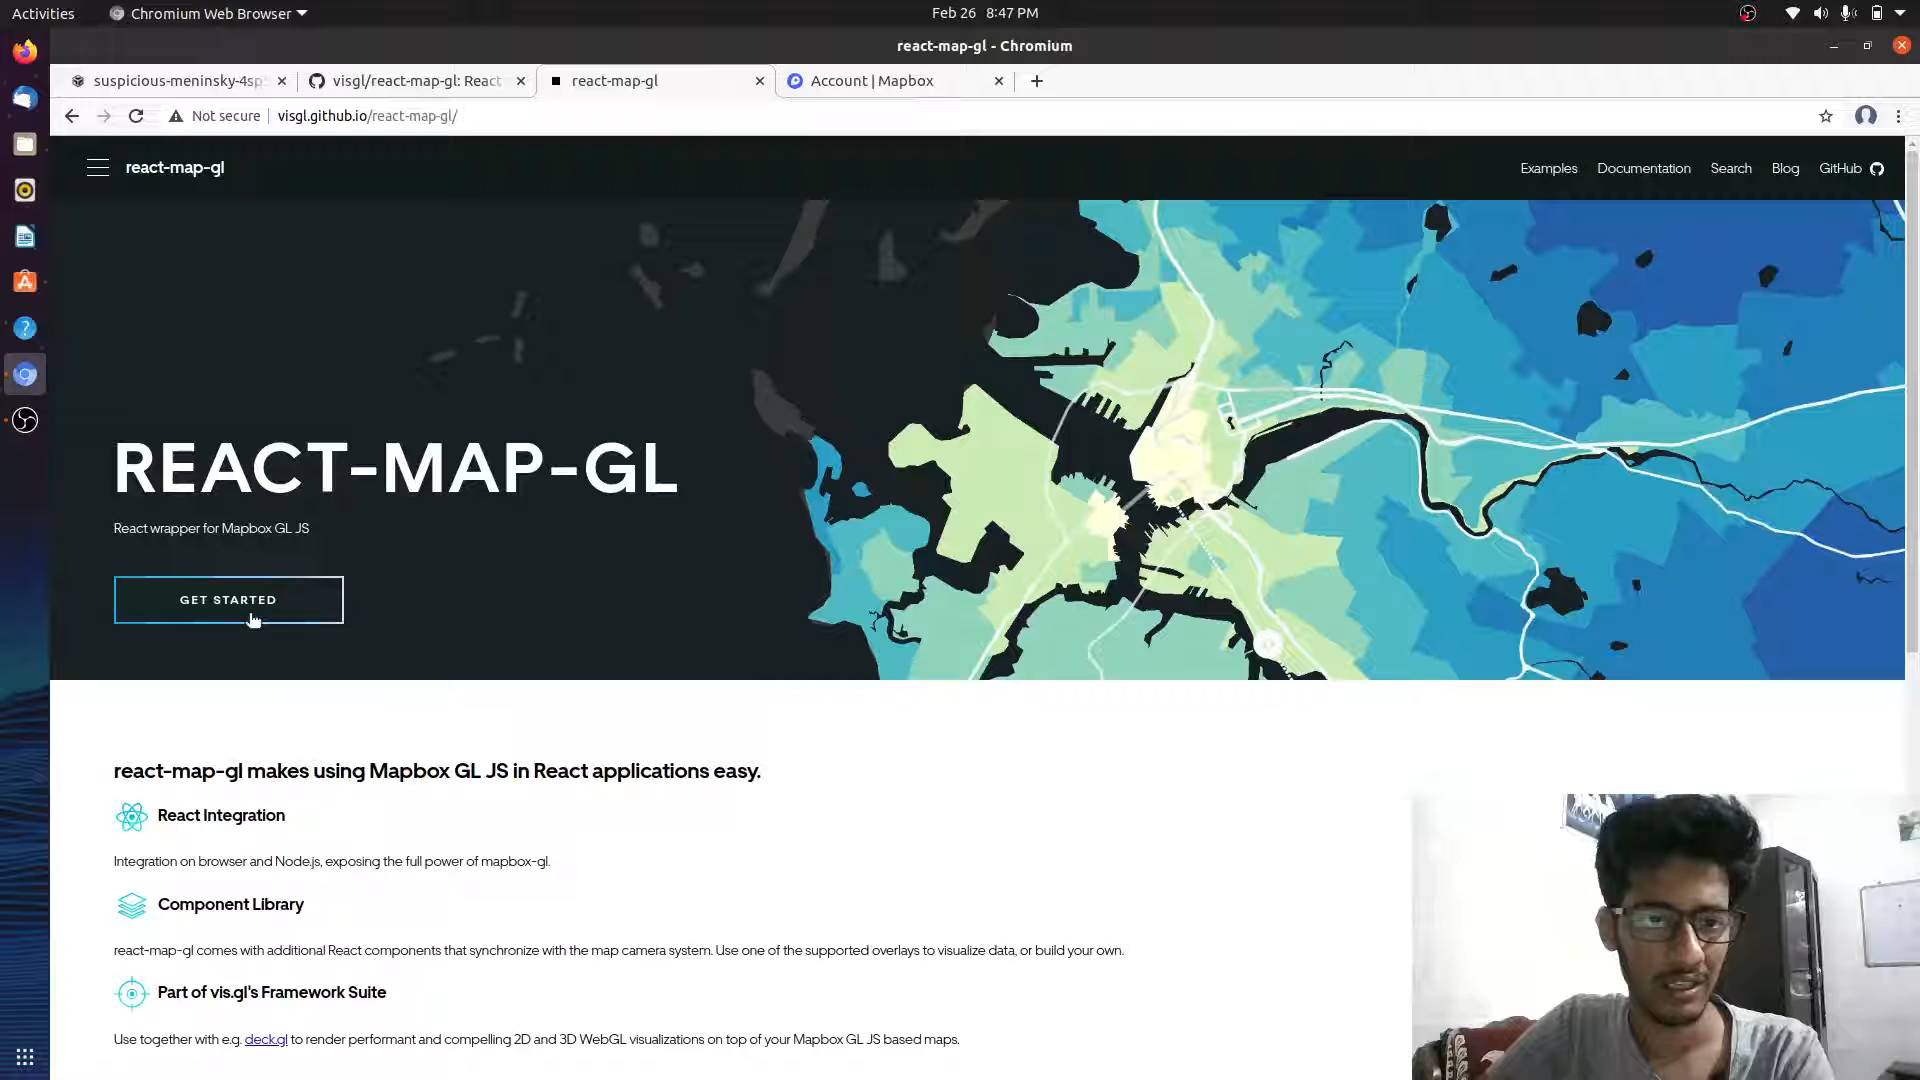 Activities
Chromium Web Browser
Feb 26 8:47 PM
react-map-gl - Chromium
suspicious-meninsky-4sp
visgl/react-map-gl: React
react-map-gl
Account | Mapbox
Not secure
visgl.github.io/react-map-gl/
react-map-gl
Examples
Documentation
Search
Blog
GitHub
REACT-MAP-GL
React wrapper for Mapbox GL JS
GET STARTED
react-map-gl makes using Mapbox GL JS in React applications easy.
React Integration
Integration on browser and Node.js, exposing the full power of mapbox-gl.
Component Library
react-map-gl comes with additional React components that synchronize with the map camera system. Use one of the supported overlays to visualize data, or build your own.
Part of vis.gl's Framework Suite
Use together with e.g. deck.gl to render performant and compelling 2D and 3D WebGL visualizations on top of your Mapbox GL JS based maps.